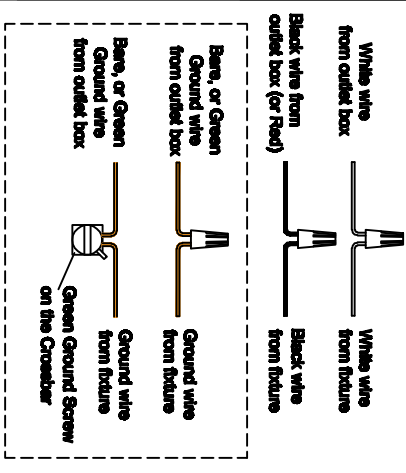 White wire
from outlet box
White wire
from fixture
Black wire from
outlet box (or Red)
Black wire
from fixture
Bare, or Green
Ground wire
from outlet box
Ground wire
from fixture
Bare, or Green
Ground wire
from outlet box
Ground wire
from fixture
Green Ground Screw
on the Crossbar